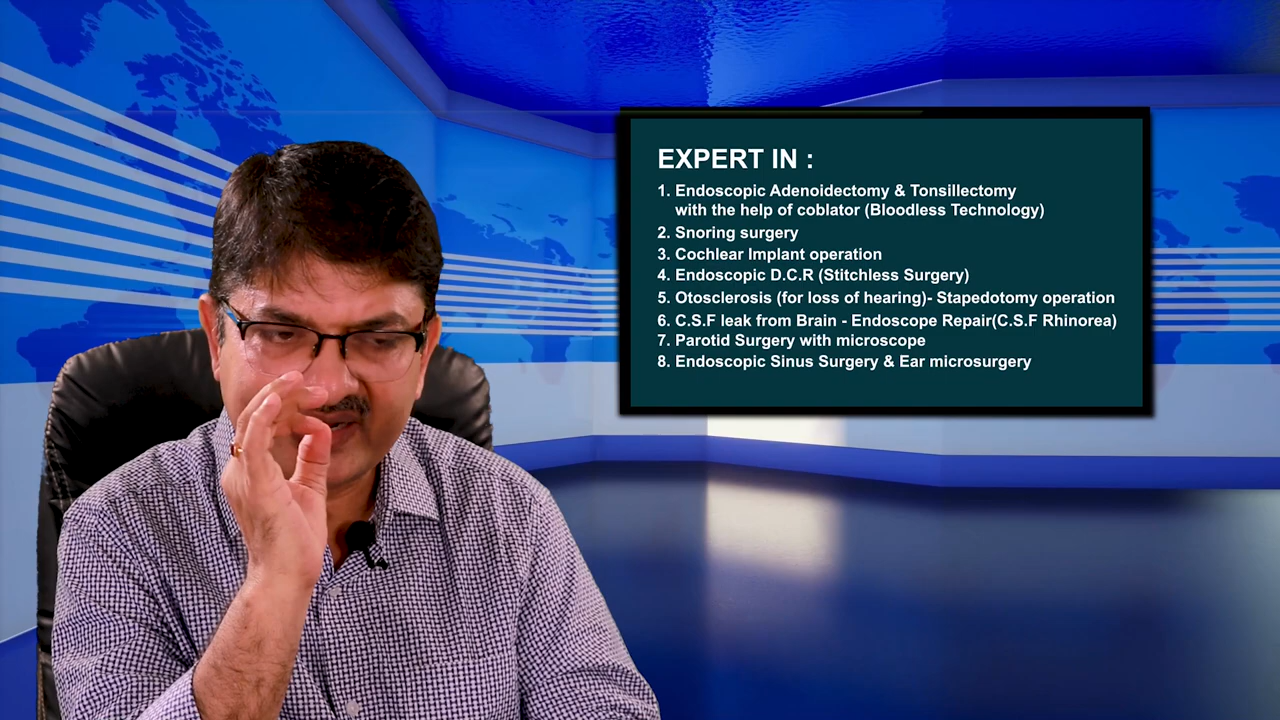 EXPERT IN :
1. Endoscopic Adenoidectomy & Tonsillectomy
with the help of coblator (Bloodless Technology)
2. Snoring surgery
3. Cochlear Implant operation
4. Endoscopic D.C.R (Stitchless Surgery)
5. Otosclerosis (for loss of hearing)- Stapedotomy operation
6. C.S.F leak from Brain - Endoscope Repair(C.S.F Rhinorea)
7. Parotid Surgery with microscope
8. Endoscopic Sinus Surgery & Ear microsurgery